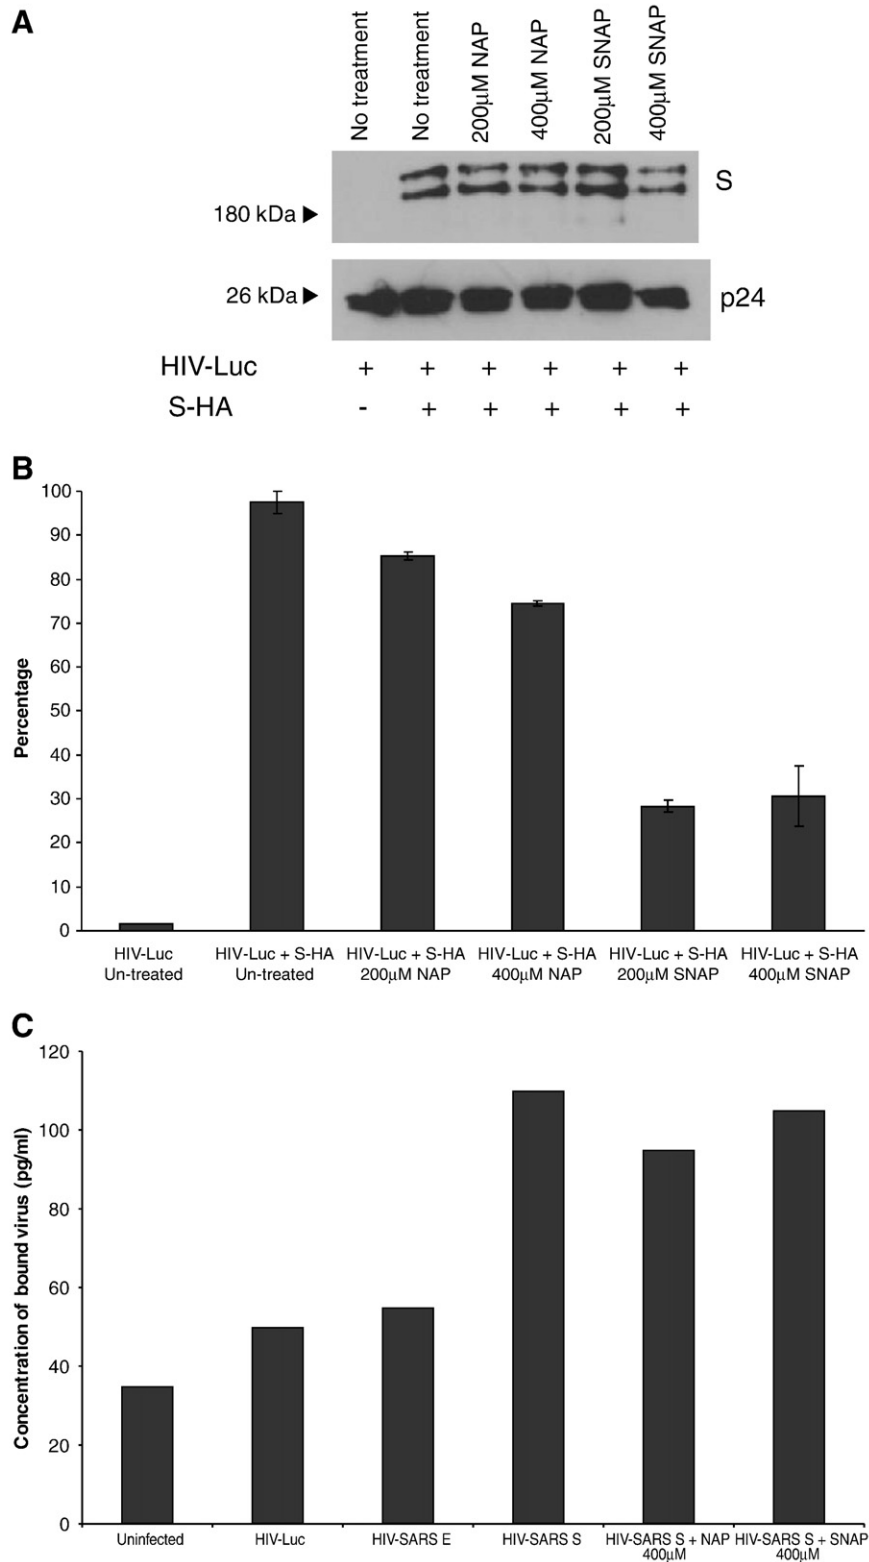 A
No treatment
No treatment
200µM NAP
400µM NAP
200µM SNAP
400µM SNAP
S
180 kDa
26 kDa
p24
HIV-Luc + + + + + +
S-HA - + + + + +
B
Percentage
100
90
80
70
60
50
40
30
20
10
0
HIV-Luc
Un-treated
HIV-Luc + S-HA
Un-treated
HIV-Luc + S-HA
200µM NAP
HIV-Luc + S-HA
400µM NAP
HIV-Luc + S-HA
200µM SNAP
HIV-Luc + S-HA
400µM SNAP
C
Concentration of bound virus (pg/ml)
120
100
80
60
40
20
0
Uninfected
HIV-Luc
HIV-SARS E
HIV-SARS S
HIV-SARS S + NAP
400µM
HIV-SARS S + SNAP
400µM